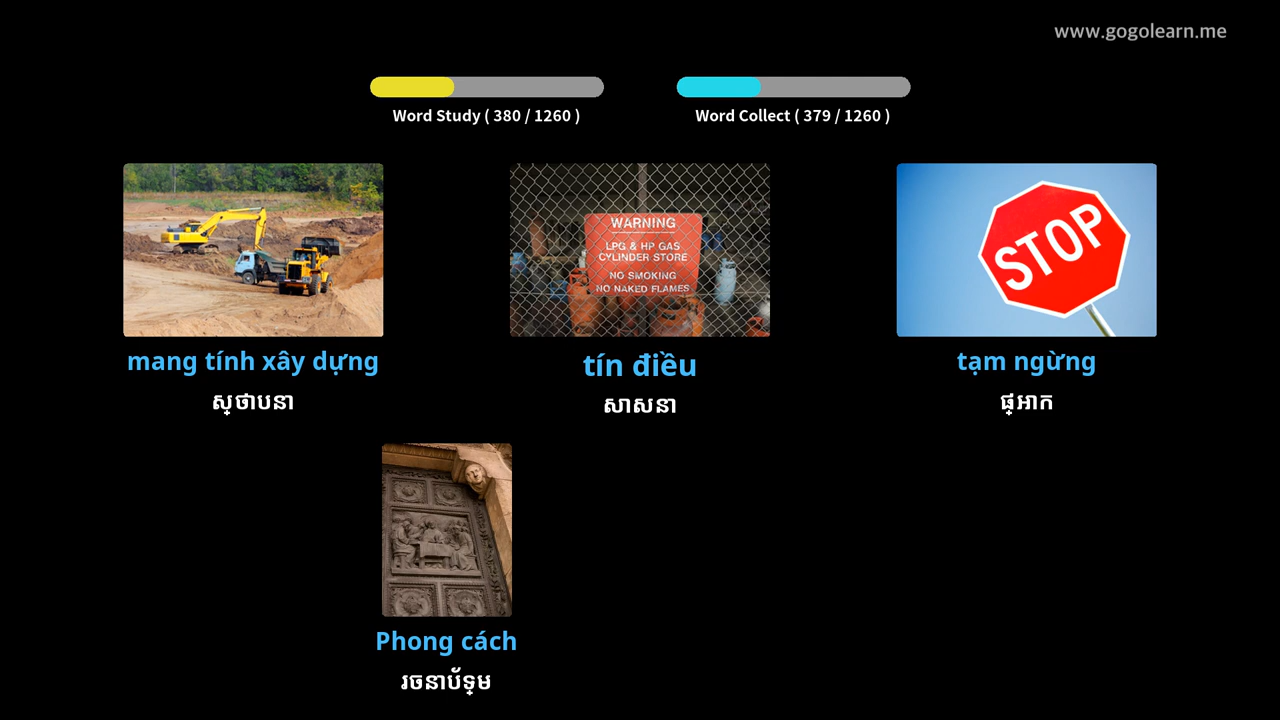 www.gogolearn.me
Word Study ( 380 / 1260 )
Word Collect ( 379 / 1260 )
WARNING
LPG & HP GAS
CYLINDER STORE
NO SMOKING
NO NAKED FLAMES
STOP
mang tính xây dựng
tín điều
tạm ngừng
ស្ថាបនា
សាសនា
ផ្អាក
Phong cách
រចនាប័ទ្ម